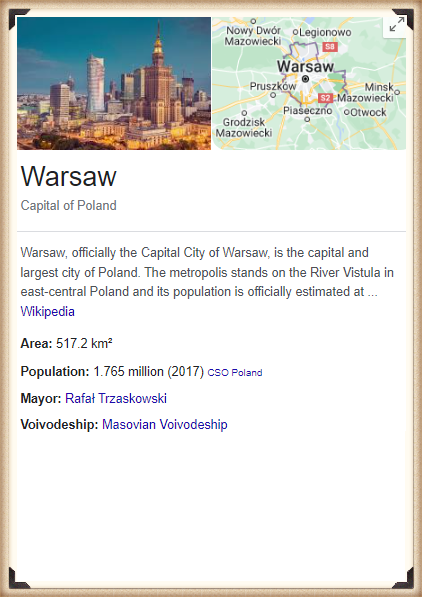 Nowy Dwór
Mazowiecki
Legionowo
S8
Warsaw
Pruszków
Mińsk
Mazowiecki
S2
Piaseczno
Otwock
Grodzisk
Mazowiecki
Warsaw
Capital of Poland
Warsaw, officially the Capital City of Warsaw, is the capital and
largest city of Poland. The metropolis stands on the River Vistula in
east-central Poland and its population is officially estimated at ...
Wikipedia
Area: 517.2 km²
Population: 1.765 million (2017) CSO Poland
Mayor: Rafał Trzaskowski
Voivodeship: Masovian Voivodeship